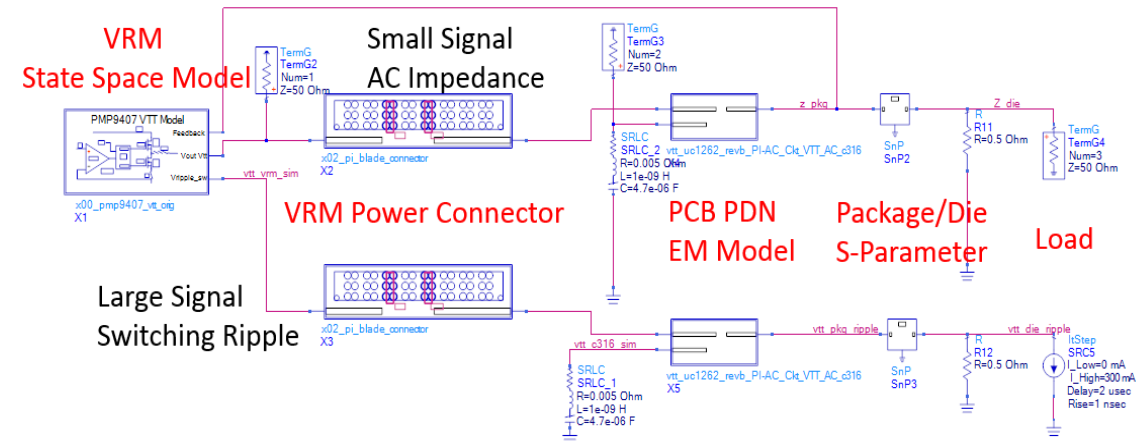 VRM
State Space Model
Small Signal
AC Impedance
TermG
TermG2
Num=1
Z=50 Ohm
TermG
TermG3
Num=2
Z=50 Ohm
PMP9407 VTT Model
Feedback
Vout Vtt
Vripple_sw
x00_pmp9407_vtt_orig
X1
vtt_vrm_sim
x02_pi_blade_connector
X2
SRLC
SRLC_2
R=0.005 Ohm
L=1e-09 H
C=4.7e-06 F
vtt_uc1262_revb_PI-AC_Ckt_VTT_AC_c316
z_pkg
SnP
SnP2
R
R11
R=0.5 Ohm
Z_die
TermG
TermG4
Num=3
Z=50 Ohm
VRM Power Connector
PCB PDN
EM Model
Package/Die
S-Parameter
Load
Large Signal
Switching Ripple
x02_pi_blade_connector
X3
vtt_c316_sim
SRLC
SRLC_1
R=0.005 Ohm
L=1e-09 H
C=4.7e-06 F
vtt_uc1262_revb_PI-AC_Ckt_VTT_AC_c316
X5
vtt_pkg_ripple
SnP
SnP3
R
R12
R=0.5 Ohm
vtt_die_ripple
ItStep
SRC5
I_Low=0 mA
I_High=300 mA
Delay=2 usec
Rise=1 nsec